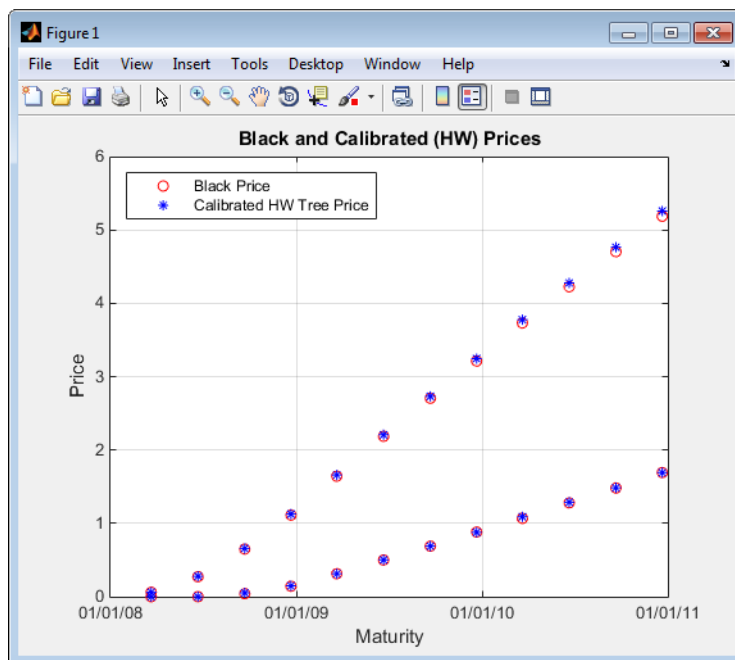 Figure 1
File Edit View Insert Tools Desktop Window Help
Black and Calibrated (HW) Prices
Black Price
Calibrated HW Tree Price
6
5
4
3
2
1
0
Price
01/01/08 01/01/09 01/01/10 01/01/11
Maturity